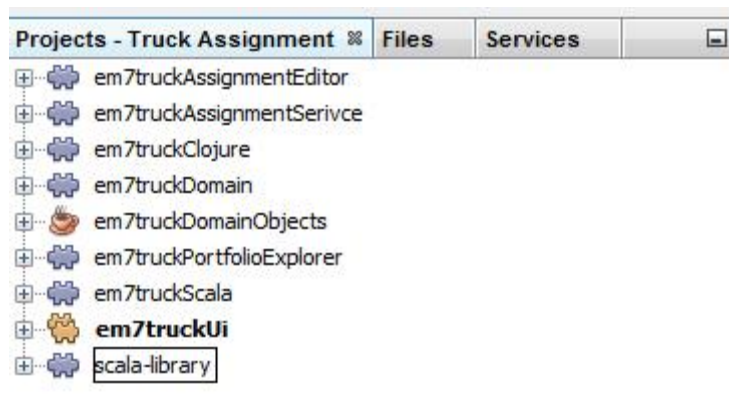 Projects - Truck Assignment Files Services
em7truckAssignmentEditor
em7truckAssignmentSerivce
em7truckClojure
em7truckDomain
em7truckDomainObjects
em7truckPortfolioExplorer
em7truckScala
em7truckUi
scala-library